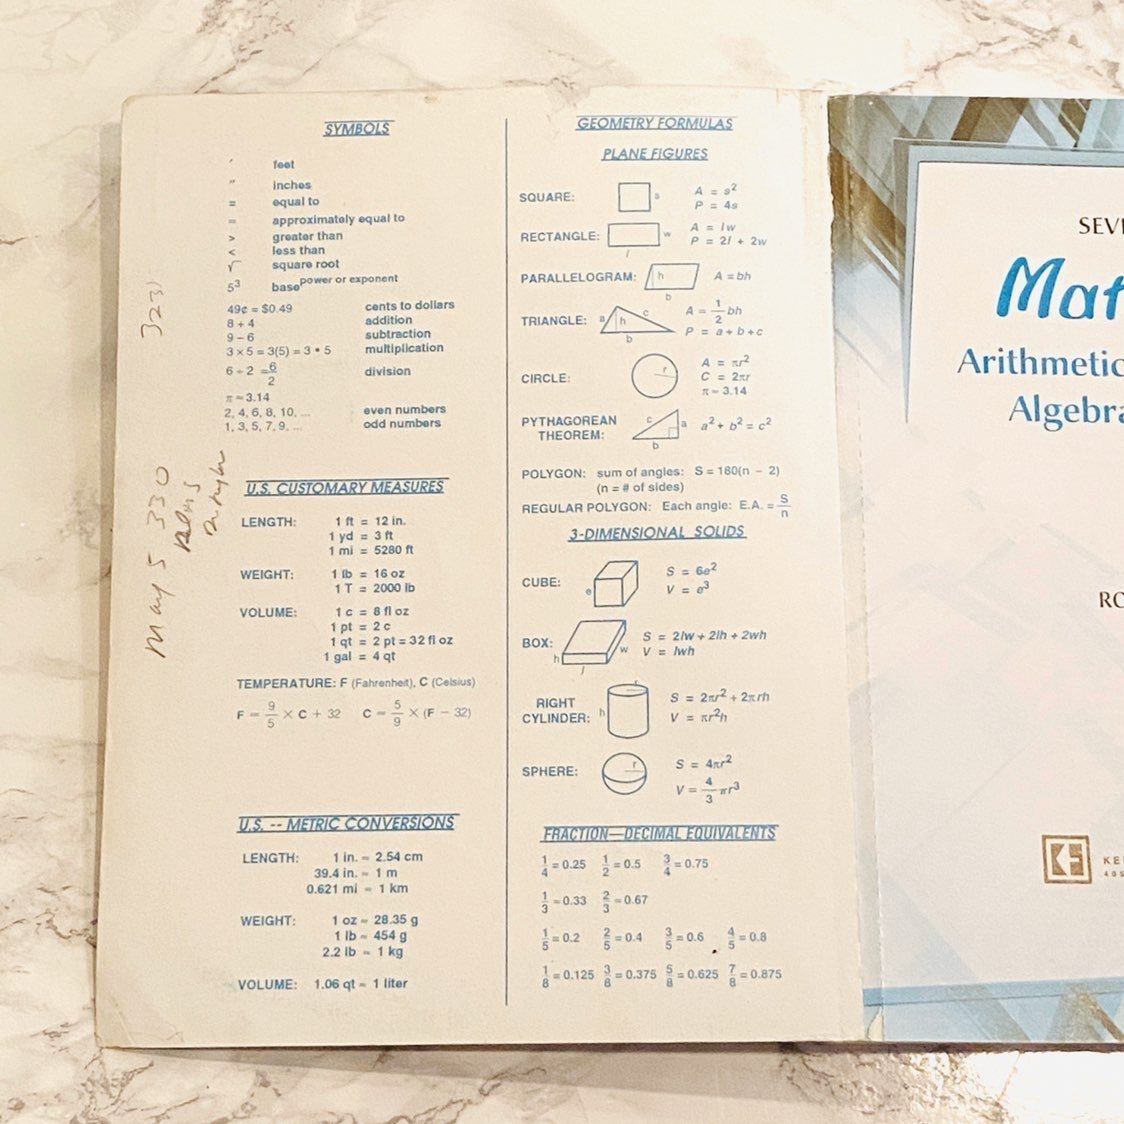 SYMBOLS
′ feet
″ inches
= equal to
≈ approximately equal to
> greater than
< less than
√ square root
5³ base power or exponent
49¢ = $0.49 cents to dollars
8 + 4 addition
9 – 6 subtraction
3 × 5 = 3(5) = 3 • 5 multiplication
6 ÷ 2 = 6/2 division
π ≈ 3.14
2, 4, 6, 8, 10, ... even numbers
1, 3, 5, 7, 9, ... odd numbers
U.S. CUSTOMARY MEASURES
LENGTH: 1 ft = 12 in.
1 yd = 3 ft
1 mi = 5280 ft
WEIGHT: 1 lb = 16 oz
1 T = 2000 lb
VOLUME: 1 c = 8 fl oz
1 pt = 2 c
1 qt = 2 pt = 32 fl oz
1 gal = 4 qt
TEMPERATURE: F (Fahrenheit), C (Celsius)
F = 9/5 × C + 32 C = 5/9 × (F – 32)
U.S. -- METRIC CONVERSIONS
LENGTH: 1 in. ≈ 2.54 cm
39.4 in. ≈ 1 m
0.621 mi ≈ 1 km
WEIGHT: 1 oz ≈ 28.35 g
1 lb ≈ 454 g
2.2 lb ≈ 1 kg
VOLUME: 1.06 qt ≈ 1 liter
323
May 5 330
GEOMETRY FORMULAS
PLANE FIGURES
SQUARE: s A = s²
P = 4s
RECTANGLE: w l A = lw
P = 2l + 2w
PARALLELOGRAM: h b A = bh
TRIANGLE: a h c b A = 1/2 bh
P = a + b + c
CIRCLE: r A = πr²
C = 2πr
π ≈ 3.14
PYTHAGOREAN THEOREM: c a b a² + b² = c²
POLYGON: sum of angles: S = 180(n – 2)
(n = # of sides)
REGULAR POLYGON: Each angle: E.A. = S/n
3-DIMENSIONAL SOLIDS
CUBE: e S = 6e²
V = e³
BOX: h l w S = 2lw + 2lh + 2wh
V = lwh
RIGHT CYLINDER: h r S = 2πr² + 2πrh
V = πr²h
SPHERE: r S = 4πr²
V = 4/3 πr³
FRACTION—DECIMAL EQUIVALENTS
1/4 = 0.25 1/2 = 0.5 3/4 = 0.75
1/3 ≈ 0.33 2/3 ≈ 0.67
1/5 = 0.2 2/5 = 0.4 3/5 = 0.6 4/5 = 0.8
1/8 = 0.125 3/8 = 0.375 5/8 = 0.625 7/8 = 0.875
SEV
Mat
Arithmetic
Algebra
RO
KE